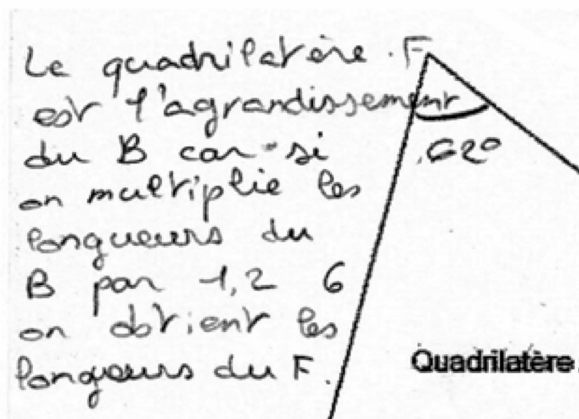 Le quadrilatère F
est l'agrandissement
du B car si
on multiplie les
longueurs du
B par 1,2 6
on obtient les
longueurs du F.
62°
Quadrilatère